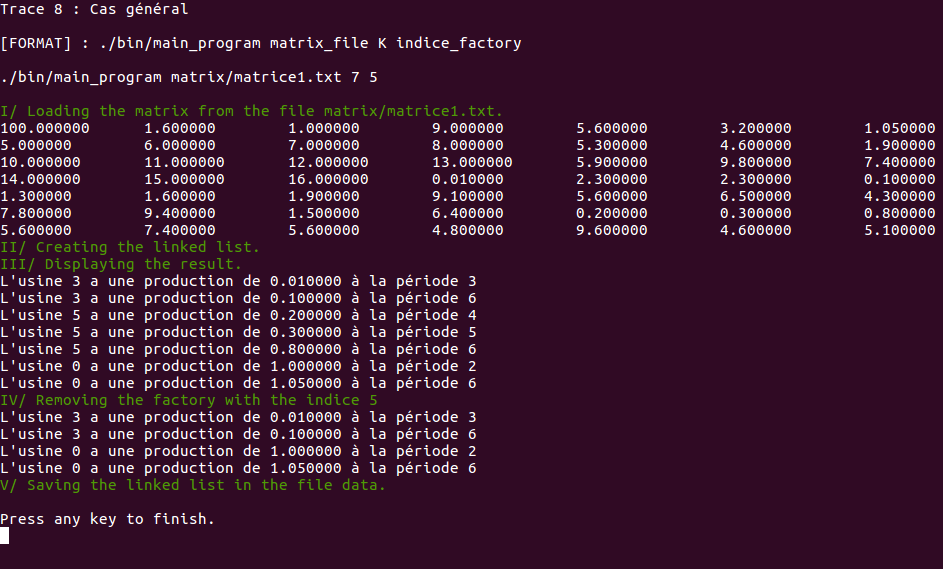 Trace 8 : Cas général
[FORMAT] : ./bin/main_program matrix_file K indice_factory
./bin/main_program matrix/matrice1.txt 7 5
I/ Loading the matrix from the file matrix/matrice1.txt.
100.000000 1.600000 1.000000 9.000000 5.600000 3.200000 1.050000
5.000000 6.000000 7.000000 8.000000 5.300000 4.600000 1.900000
10.000000 11.000000 12.000000 13.000000 5.900000 9.800000 7.400000
14.000000 15.000000 16.000000 0.010000 2.300000 2.300000 0.100000
1.300000 1.600000 1.900000 9.100000 5.600000 6.500000 4.300000
7.800000 9.400000 1.500000 6.400000 0.200000 0.300000 0.800000
5.600000 7.400000 5.600000 4.800000 9.600000 4.600000 5.100000
II/ Creating the linked list.
III/ Displaying the result.
L'usine 3 a une production de 0.010000 à la période 3
L'usine 3 a une production de 0.100000 à la période 6
L'usine 5 a une production de 0.200000 à la période 4
L'usine 5 a une production de 0.300000 à la période 5
L'usine 5 a une production de 0.800000 à la période 6
L'usine 0 a une production de 1.000000 à la période 2
L'usine 0 a une production de 1.050000 à la période 6
IV/ Removing the factory with the indice 5
L'usine 3 a une production de 0.010000 à la période 3
L'usine 3 a une production de 0.100000 à la période 6
L'usine 0 a une production de 1.000000 à la période 2
L'usine 0 a une production de 1.050000 à la période 6
V/ Saving the linked list in the file data.
Press any key to finish.